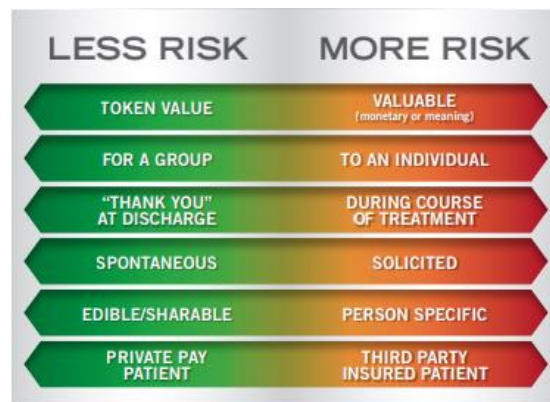 LESS RISK MORE RISK
TOKEN VALUE
VALUABLE
(monetary or meaning)
FOR A GROUP
TO AN INDIVIDUAL
"THANK YOU"
AT DISCHARGE
DURING COURSE
OF TREATMENT
SPONTANEOUS
SOLICITED
EDIBLE/SHARABLE
PERSON SPECIFIC
PRIVATE PAY
PATIENT
THIRD PARTY
INSURED PATIENT